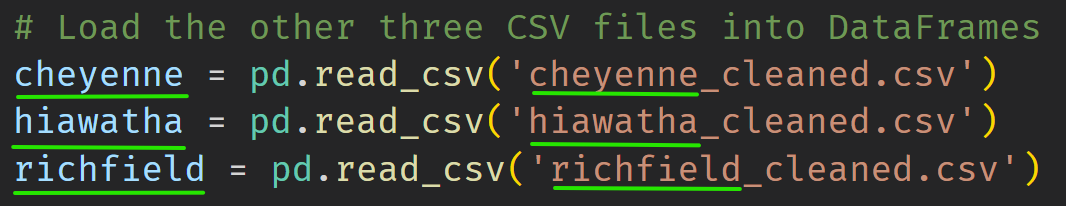 # Load the other three CSV files into DataFrames
cheyenne = pd.read_csv('cheyenne_cleaned.csv')
hiawatha = pd.read_csv('hiawatha_cleaned.csv')
richfield = pd.read_csv('richfield_cleaned.csv')